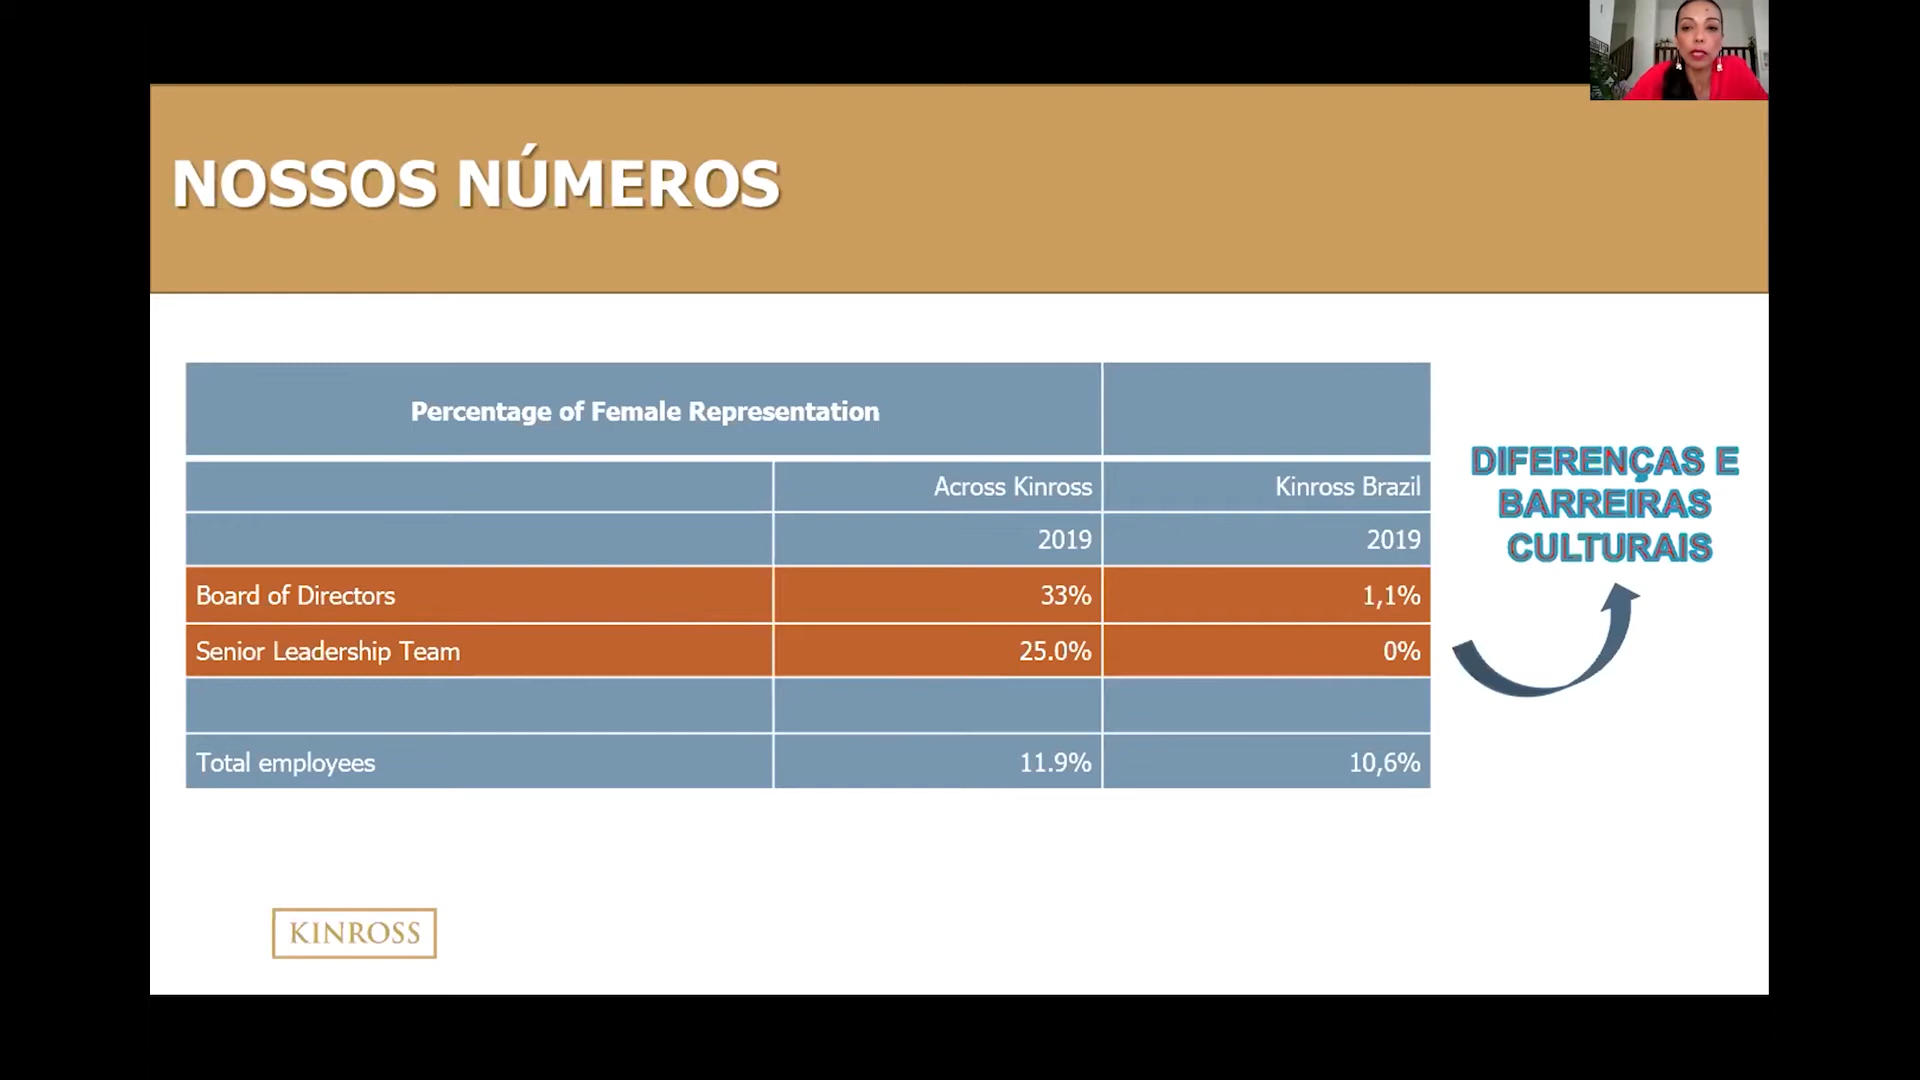 NOSSOS NÚMEROS
Percentage of Female Representation
Across Kinross Kinross Brazil
2019 2019
Board of Directors 33% 1,1%
Senior Leadership Team 25.0% 0%
Total employees 11.9% 10,6%
DIFERENÇAS E
BARREIRAS
CULTURAIS
KINROSS